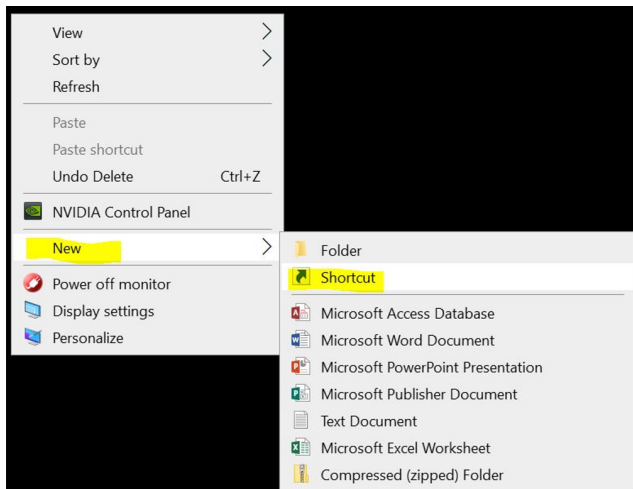 View
Sort by
Refresh
Paste
Paste shortcut
Undo Delete Ctrl+Z
NVIDIA Control Panel
New
Power off monitor
Display settings
Personalize
Folder
Shortcut
Microsoft Access Database
Microsoft Word Document
Microsoft PowerPoint Presentation
Microsoft Publisher Document
Text Document
Microsoft Excel Worksheet
Compressed (zipped) Folder